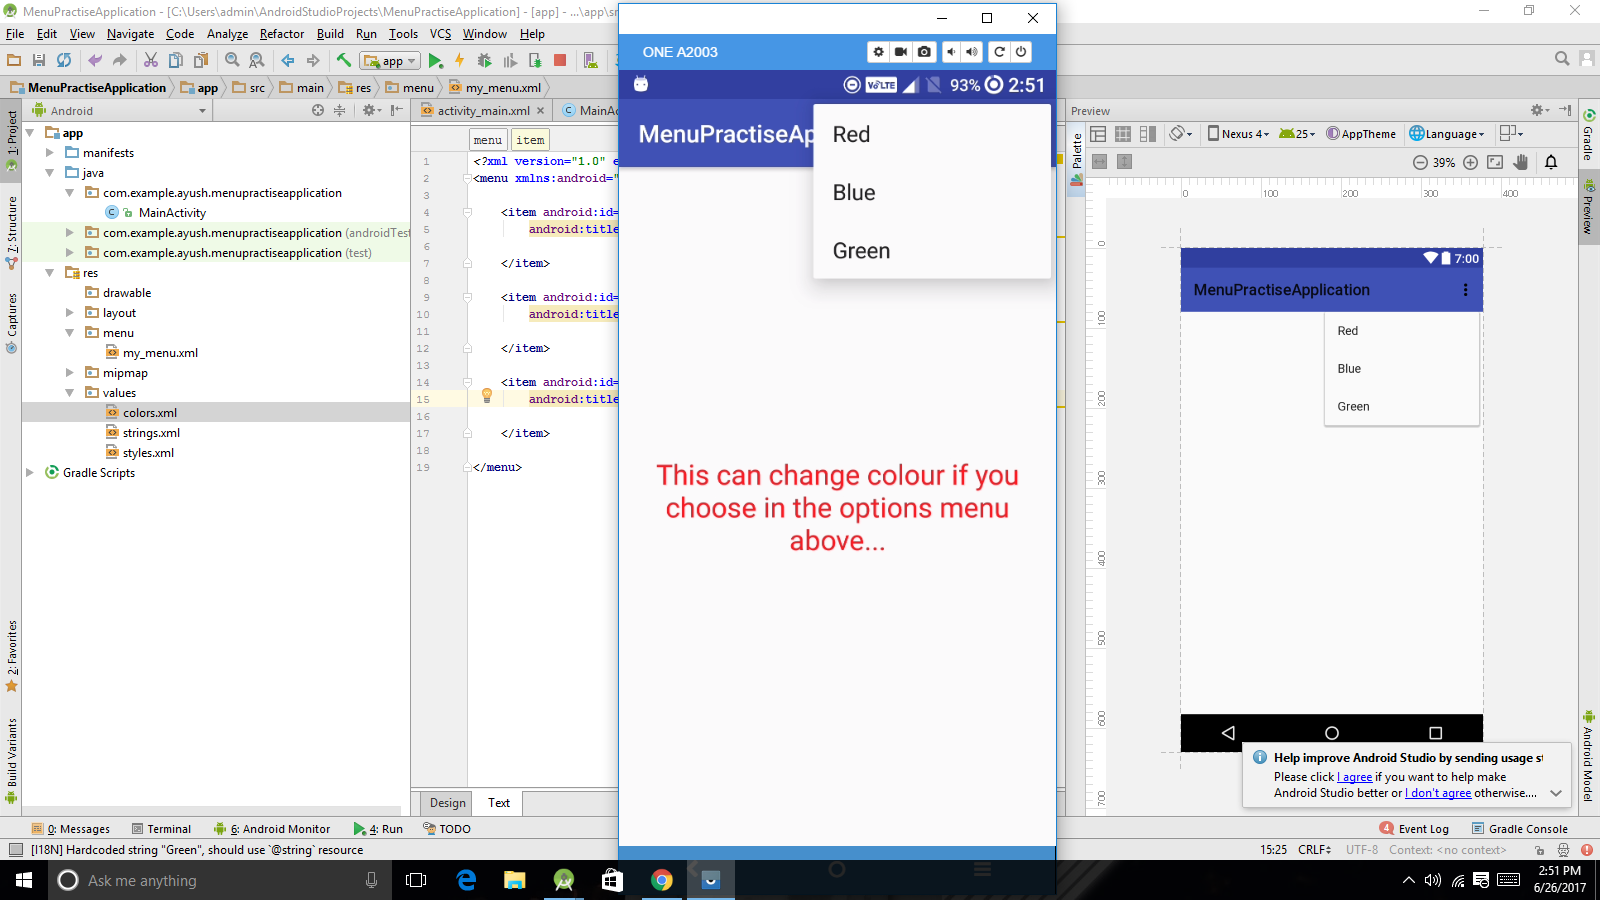 MenuPractiseApplication - [C:\Users\admin\AndroidStudioProjects\MenuPractiseApplication] - [app] - ...\app\sr
File Edit View Navigate Code Analyze Refactor Build Run Tools VCS Window Help
app
MenuPractiseApplication app src main res menu my_menu.xml
Android
activity_main.xml
MainAc
1: Project
7: Structure
Captures
2: Favorites
Build Variants
app
manifests
java
com.example.ayush.menupractiseapplication
MainActivity
com.example.ayush.menupractiseapplication (androidTest
com.example.ayush.menupractiseapplication (test)
res
drawable
layout
menu
my_menu.xml
mipmap
values
colors.xml
strings.xml
styles.xml
Gradle Scripts
menu item
1 <?xml version="1.0" e
2 <menu xmlns:android="
3
4 <item android:id=
5 android:title
6
7 </item>
8
9 <item android:id=
10 android:title
11
12 </item>
13
14 <item android:id=
15 android:title
16
17 </item>
18
19 </menu>
Design Text
ONE A2003
VoLTE 93% 2:51
MenuPractiseAp
Red
Blue
Green
This can change colour if you
choose in the options menu
above...
Preview
Palette
Nexus 4 25 AppTheme Language
39%
0 100 200 300 400
0
100
200
300
400
500
600
700
7:00
MenuPractiseApplication
Red
Blue
Green
Help improve Android Studio by sending usage st
Please click I agree if you want to help make
Android Studio better or I don't agree otherwise....
Gradle
Preview
Android Model
0: Messages Terminal 6: Android Monitor 4: Run TODO
4 Event Log Gradle Console
[I18N] Hardcoded string "Green", should use `@string` resource
15:25 CRLF UTF-8 Context: <no context>
Ask me anything
2:51 PM
6/26/2017